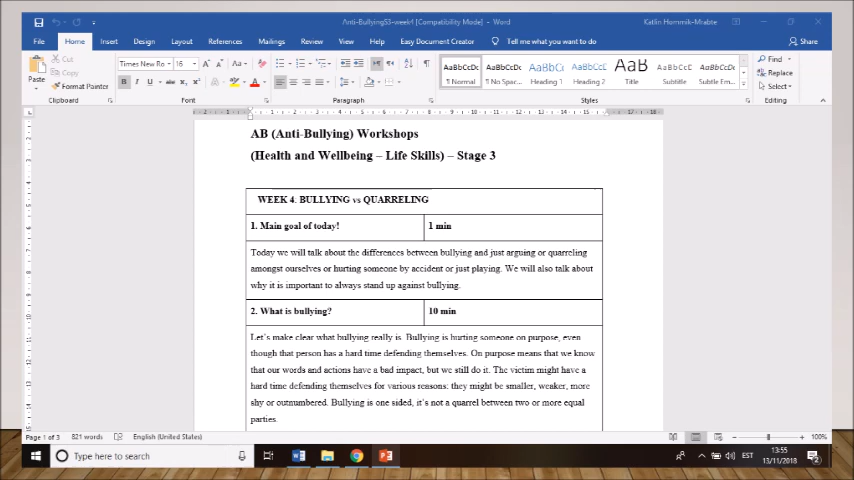 Anti-BullyingS3-week4 [Compatibility Mode] - Word
Katlin Hommik-Mrabte
File Home Insert Design Layout References Mailings Review View Help Easy Document Creator Tell me what you want to do Share
Paste
Cut
Copy
Format Painter
Clipboard
Times New Ro 16
Font
Paragraph
AaBbCcDc AaBbCcDc AaBbC AaBbCc AaB AaBbCcC AaBbCcDc
¶ Normal ¶ No Spac... Heading 1 Heading 2 Title Subtitle Subtle Em...
Styles
Find
Replace
Select
Editing
AB (Anti-Bullying) Workshops
(Health and Wellbeing – Life Skills) – Stage 3
WEEK 4. BULLYING vs QUARRELING
1. Main goal of today! 1 min
Today we will talk about the differences between bullying and just arguing or quarreling
amongst ourselves or hurting someone by accident or just playing. We will also talk about
why it is important to always stand up against bullying.
2. What is bullying? 10 min
Let's make clear what bullying really is. Bullying is hurting someone on purpose, even
though that person has a hard time defending themselves. On purpose means that we know
that our words and actions have a bad impact, but we still do it. The victim might have a
hard time defending themselves for various reasons: they might be smaller, weaker, more
shy or outnumbered. Bullying is one sided, it's not a quarrel between two or more equal
parties.
Page 1 of 3 821 words English (United States) 100%
Type here to search
EST
13:55
13/11/2018